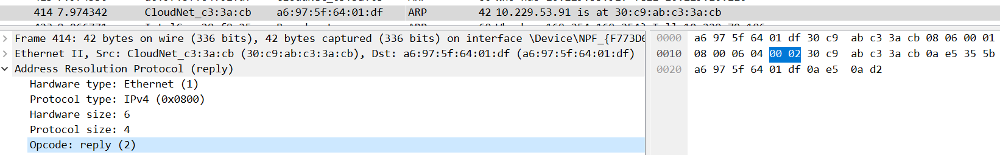 414 7.974342 CloudNet_c3:3a:cb a6:97:5f:64:01:df ARP 42 10.229.53.91 is at 30:c9:ab:c3:3a:cb
Frame 414: 42 bytes on wire (336 bits), 42 bytes captured (336 bits) on interface \Device\NPF_{F773D6
Ethernet II, Src: CloudNet_c3:3a:cb (30:c9:ab:c3:3a:cb), Dst: a6:97:5f:64:01:df (a6:97:5f:64:01:df)
Address Resolution Protocol (reply)
Hardware type: Ethernet (1)
Protocol type: IPv4 (0x0800)
Hardware size: 6
Protocol size: 4
Opcode: reply (2)
0000 a6 97 5f 64 01 df 30 c9 ab c3 3a cb 08 06 00 01
0010 08 00 06 04 00 02 30 c9 ab c3 3a cb 0a e5 35 5b
0020 a6 97 5f 64 01 df 0a e5 0a d2